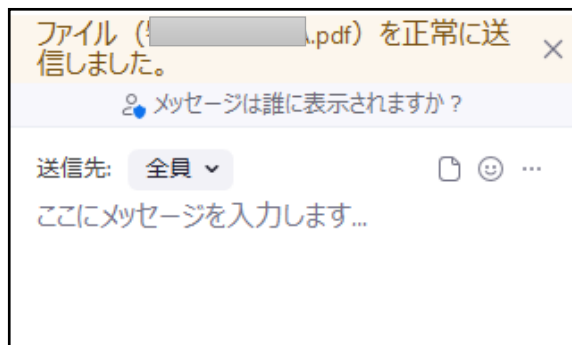 ファイル（ .pdf）を正常に送
信しました。
メッセージは誰に表示されますか？
送信先: 全員
ここにメッセージを入力します...